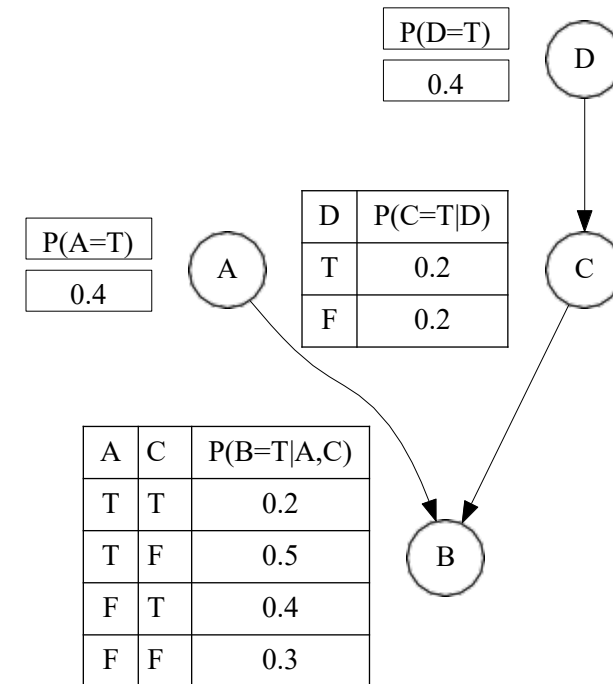 P(D=T)
0.4
D
D P(C=T|D)
T 0.2
F 0.2
P(A=T)
0.4
A
C
A C P(B=T|A,C)
T T 0.2
T F 0.5
F T 0.4
F F 0.3
B